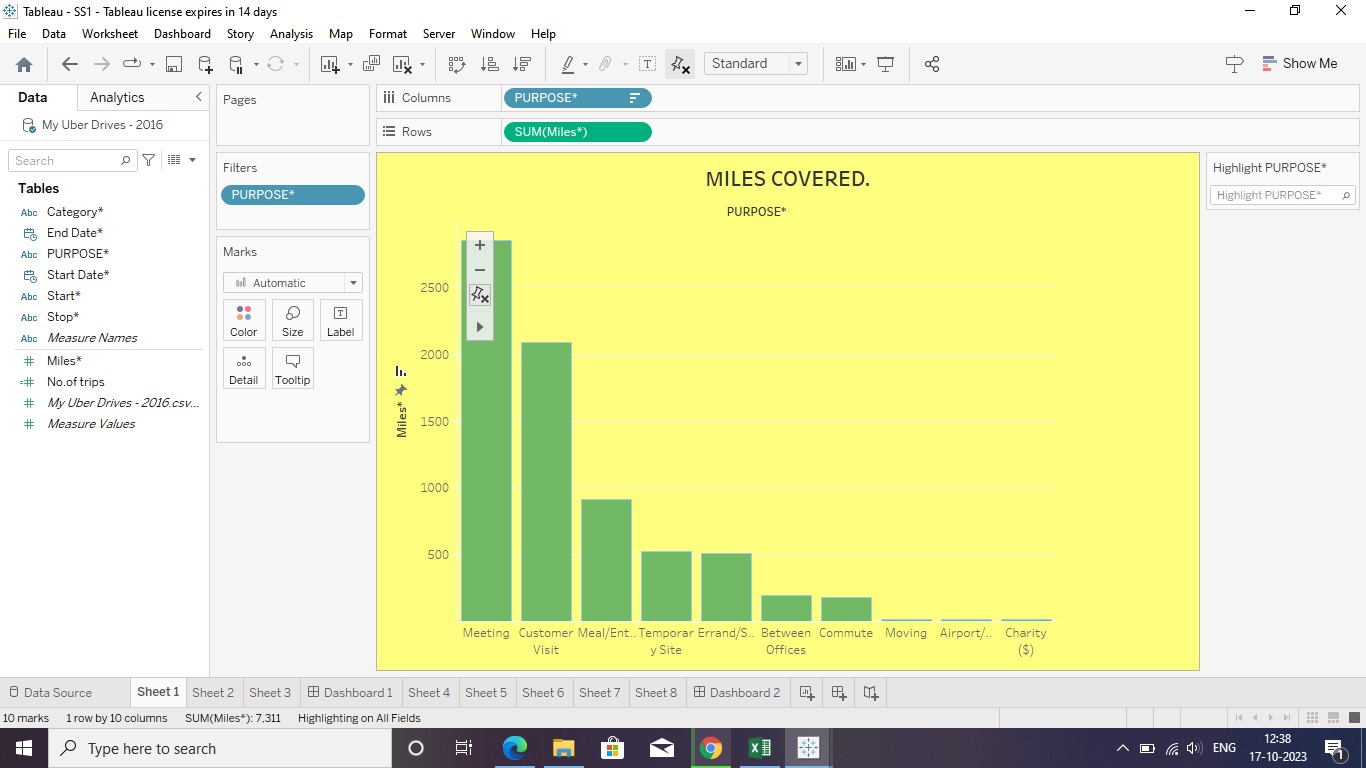 Tableau - SS1 - Tableau license expires in 14 days
File Data Worksheet Dashboard Story Analysis Map Format Server Window Help
Standard
Show Me
Data Analytics
My Uber Drives - 2016
Search
Tables
Abc Category*
End Date*
Abc PURPOSE*
Start Date*
Abc Start*
Abc Stop*
Abc Measure Names
# Miles*
=# No.of trips
# My Uber Drives - 2016.csv...
# Measure Values
Pages
Filters
PURPOSE*
Marks
Automatic
Color Size Label
Detail Tooltip
Columns PURPOSE*
Rows SUM(Miles*)
MILES COVERED.
PURPOSE*
2500
2000
1500
1000
500
Miles*
Meeting
Customer
Visit
Meal/Ent..
Temporar
y Site
Errand/S..
Between
Offices
Commute
Moving
Airport/..
Charity
($)
Highlight PURPOSE*
Highlight PURPOSE*
Data Source Sheet 1 Sheet 2 Sheet 3 Dashboard 1 Sheet 4 Sheet 5 Sheet 6 Sheet 7 Sheet 8 Dashboard 2
10 marks 1 row by 10 columns SUM(Miles*): 7,311 Highlighting on All Fields
Type here to search
ENG
12:38
17-10-2023
1